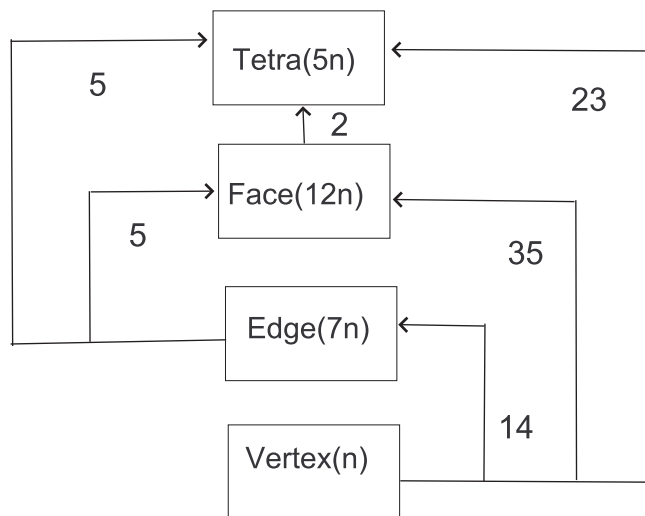 Tetra(5n)
5
23
2
Face(12n)
5
35
Edge(7n)
14
Vertex(n)